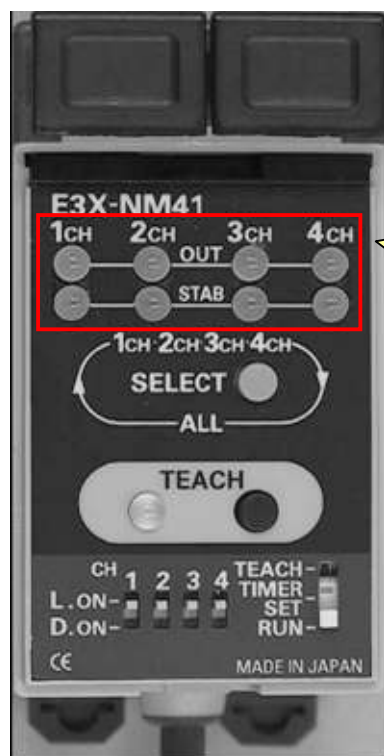 E3X-NM41
1CH 2CH 3CH 4CH
OUT
STAB
1CH 2CH 3CH 4CH
SELECT
ALL
TEACH
CH 1 2 3 4
L.ON
D.ON
TEACH
TIMER
SET
RUN
CE
MADE IN JAPAN